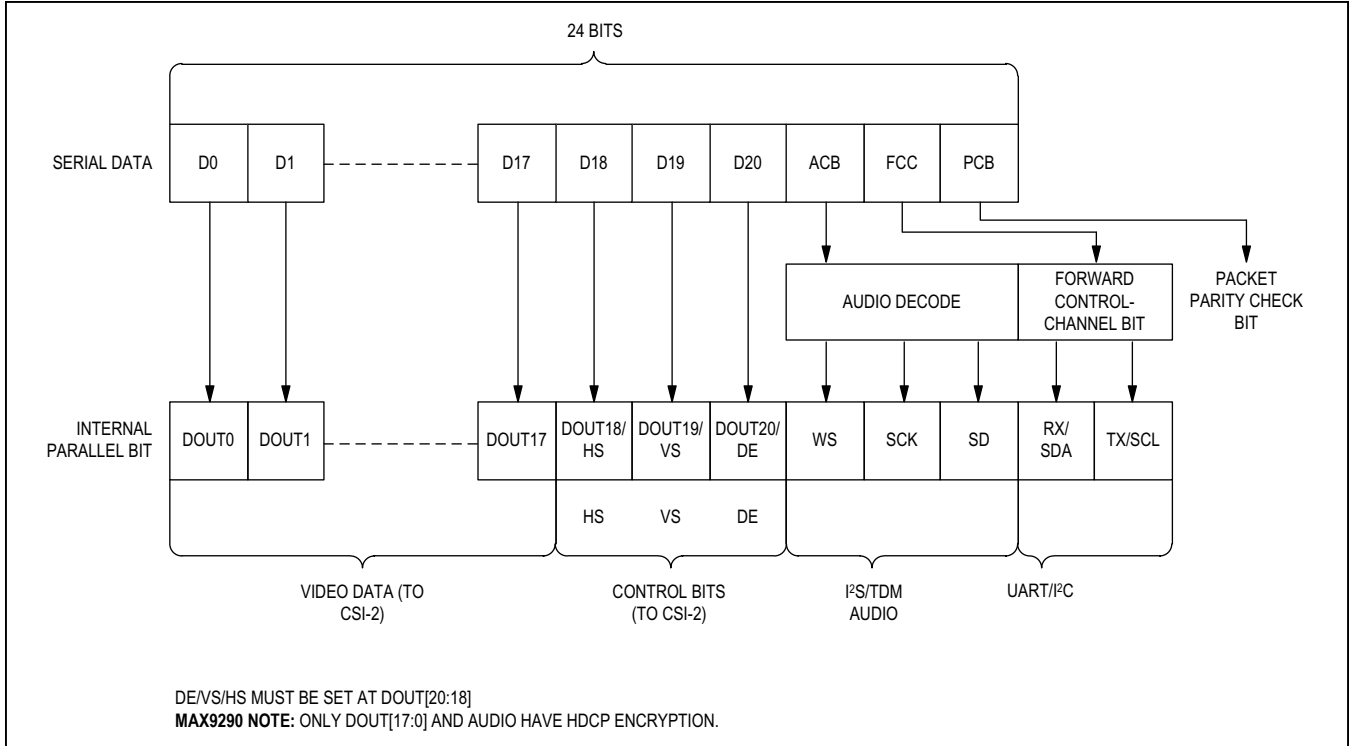 24 BITS
SERIAL DATA
D0
D1
D17
D18
D19
D20
ACB
FCC
PCB
AUDIO DECODE
FORWARD
CONTROL-
CHANNEL BIT
PACKET
PARITY CHECK
BIT
INTERNAL
PARALLEL BIT
DOUT0
DOUT1
DOUT17
DOUT18/
HS
DOUT19/
VS
DOUT20/
DE
WS
SCK
SD
RX/
SDA
TX/SCL
HS
VS
DE
VIDEO DATA (TO
CSI-2)
CONTROL BITS
(TO CSI-2)
I²S/TDM
AUDIO
UART/I²C
DE/VS/HS MUST BE SET AT DOUT[20:18]
MAX9290 NOTE: ONLY DOUT[17:0] AND AUDIO HAVE HDCP ENCRYPTION.